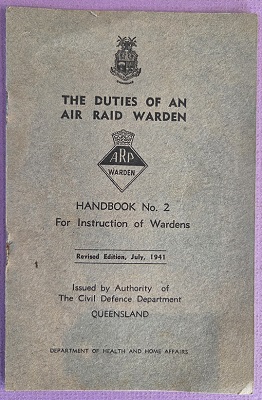 THE DUTIES OF AN
AIR RAID WARDEN
ARP
WARDEN
HANDBOOK No. 2
For Instruction of Wardens
Revised Edition, July, 1941
1
Issued by Authority of
The Civil Defence Department
QUEENSLAND
DEPARTMENT OF HEALTH AND HOME AFFAIRS